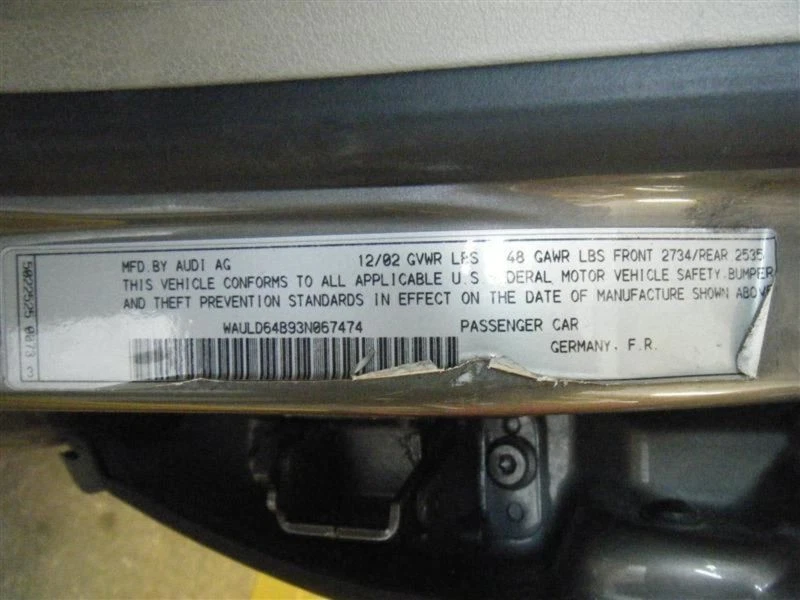 MFD.BY AUDI AG 12/02 GVWR LBS 48 GAWR LBS FRONT 2734/REAR 2535
THIS VEHICLE CONFORMS TO ALL APPLICABLE U.S DERAL MOTOR VEHICLE SAFETY.BUMPER
AND THEFT PREVENTION STANDARDS IN EFFECT ON THE DATE OF MANUFACTURE SHOWN ABOVE
WAULD64B93N067474 PASSENGER CAR
GERMANY, F.R.